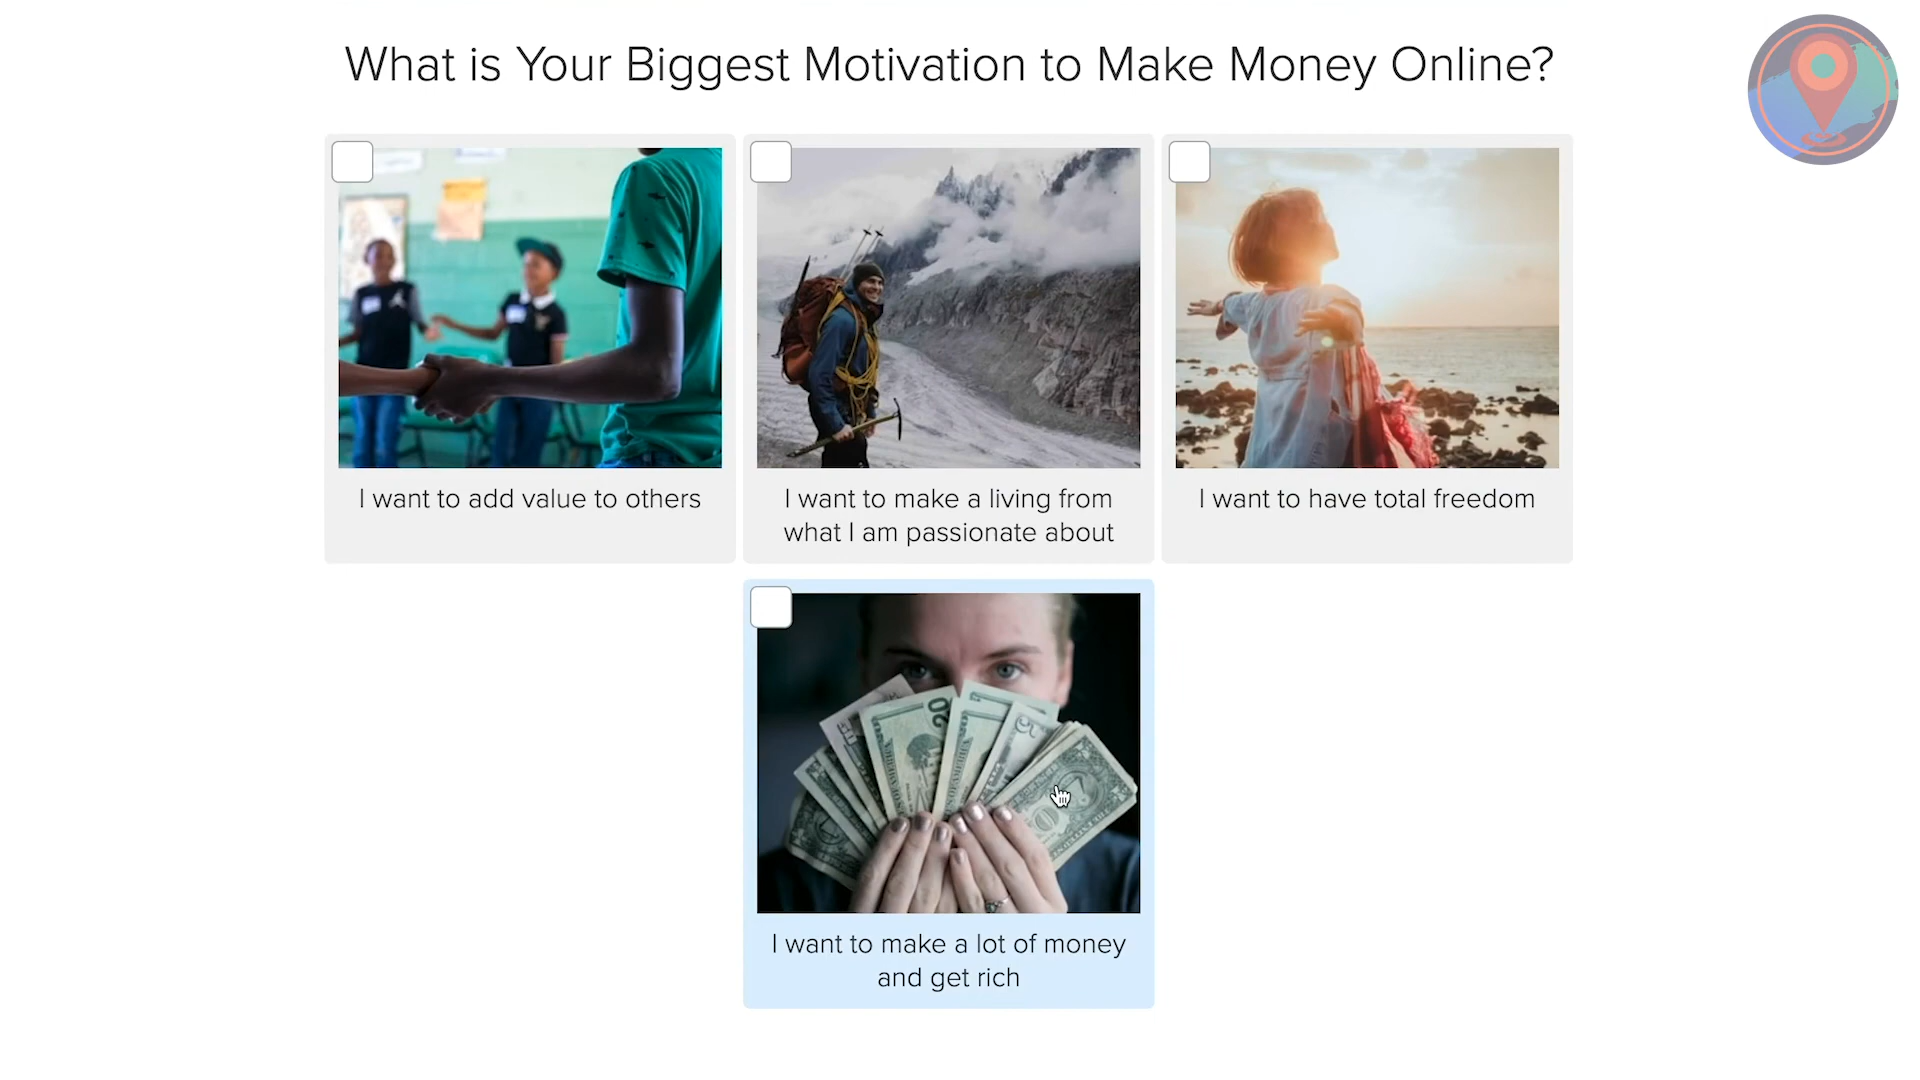 What is Your Biggest Motivation to Make Money Online?
I want to add value to others
I want to make a living from
what I am passionate about
I want to have total freedom
20
I want to make a lot of money
and get rich